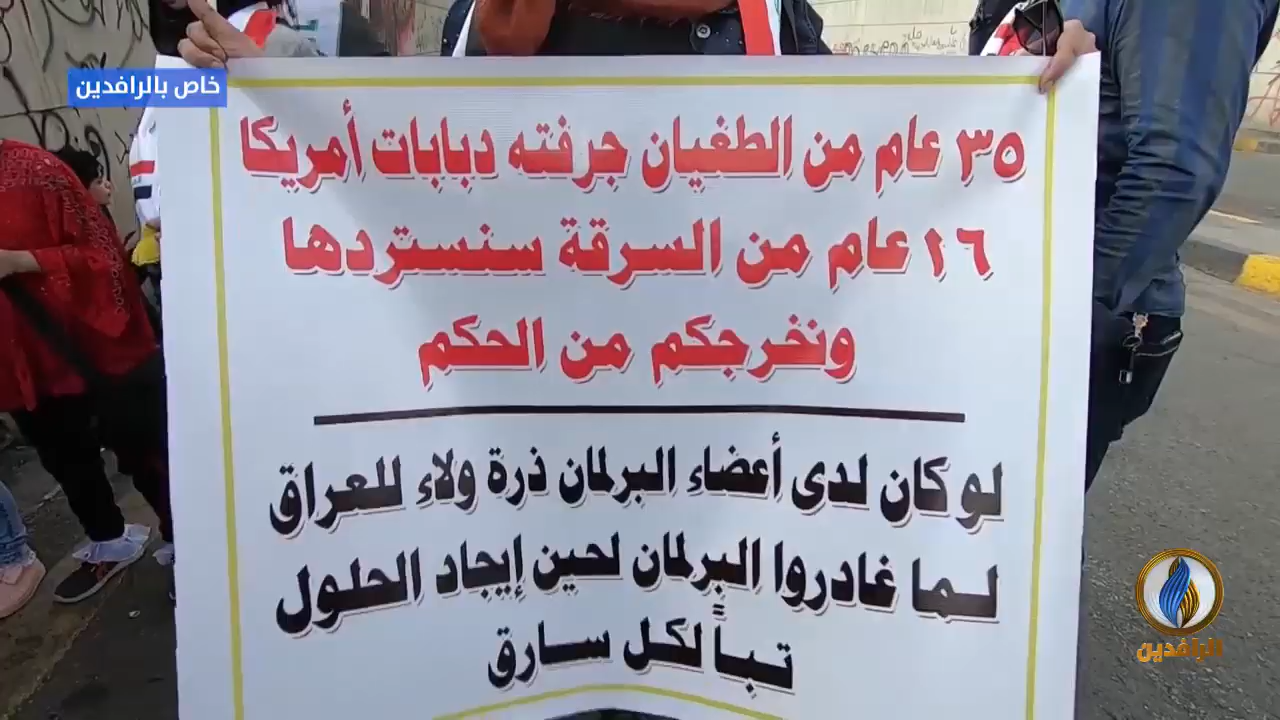 خاص بالرافدين
٣٥ عام من الطغيان جرفته دبابات أمريكا
١٦ عام من السرقة سنستردها
ونخرجكم من الحكم
لو كان لدى أعضاء البرلمان ذرة ولاء للعراق
لما غادروا البرلمان لحين إيجاد الحلول
تباً لكل سارق
الرافدين